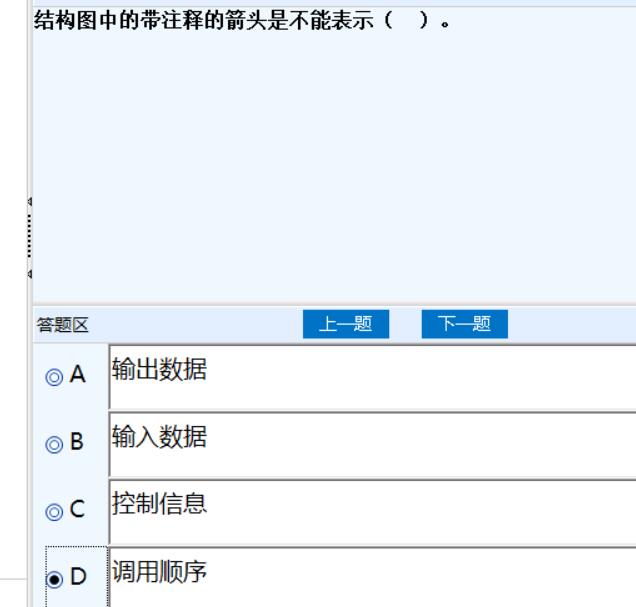 结构图中的带注释的箭头是不能表示（　）。
答题区 上一题 下一题
A 输出数据
B 输入数据
C 控制信息
D 调用顺序